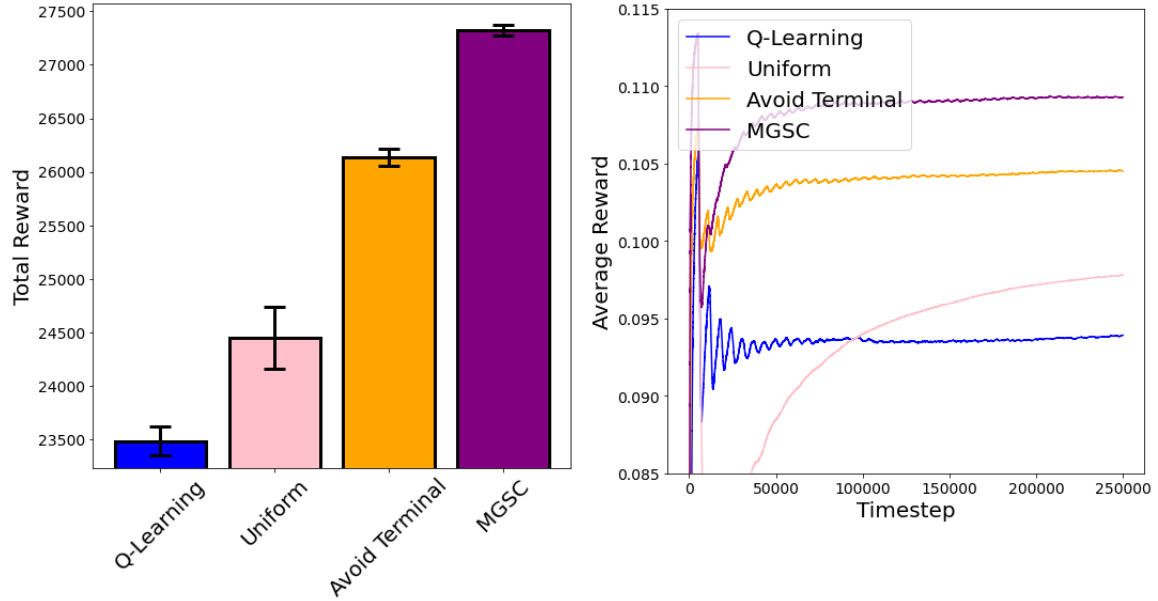 Total Reward
27500
27000
26500
26000
25500
25000
24500
24000
23500
Q-Learning
Uniform
Avoid Terminal
MGSC
Average Reward
0.115
0.110
0.105
0.100
0.095
0.090
0.085
Q-Learning
Uniform
Avoid Terminal
MGSC
0 50000 100000 150000 200000 250000
Timestep